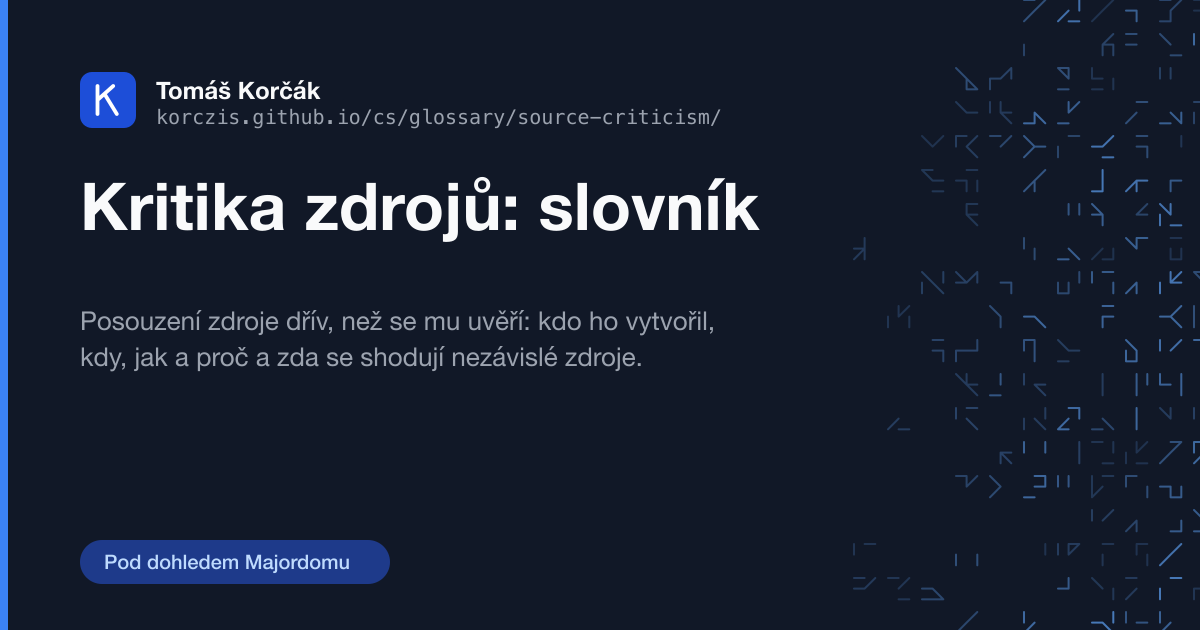 Tomáš Korčák
korczis.github.io/cs/glossary/source-criticism/
Kritika zdrojů: slovník
Posouzení zdroje dřív, než se mu uvěří: kdo ho vytvořil,
kdy, jak a proč a zda se shodují nezávislé zdroje.
Pod dohledem Majordomu